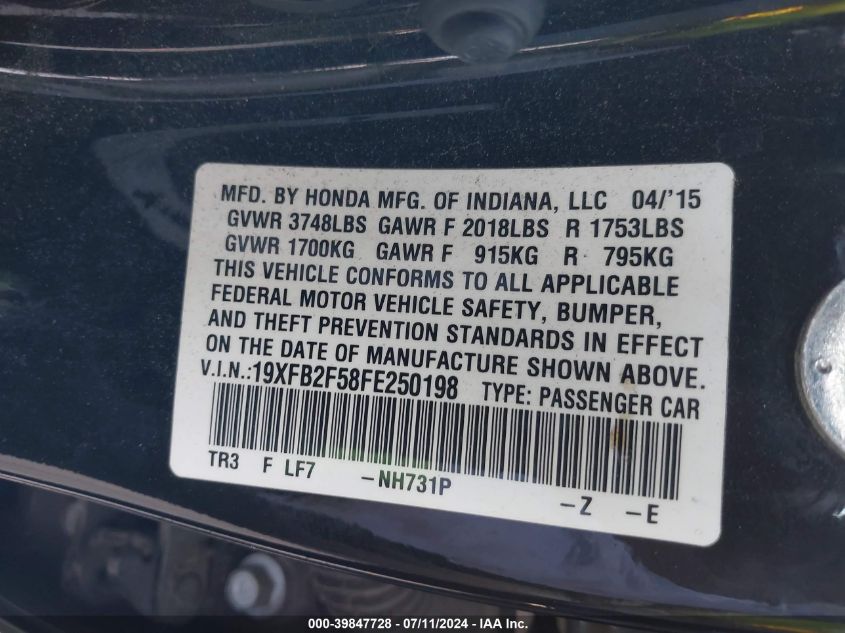 MFD. BY HONDA MFG. OF INDIANA, LLC 04/'15
GVWR 3748LBS GAWR F 2018LBS R 1753LBS
GVWR 1700KG GAWR F 915KG R 795KG
THIS VEHICLE CONFORMS TO ALL APPLICABLE
FEDERAL MOTOR VEHICLE SAFETY, BUMPER,
AND THEFT PREVENTION STANDARDS IN EFFECT
ON THE DATE OF MANUFACTURE SHOWN ABOVE.
V.I.N.:19XFB2F58FE250198 TYPE: PASSENGER CAR
TR3 F LF7 -NH731P -Z -E
000-39847728 - 07/11/2024 - IAA Inc.